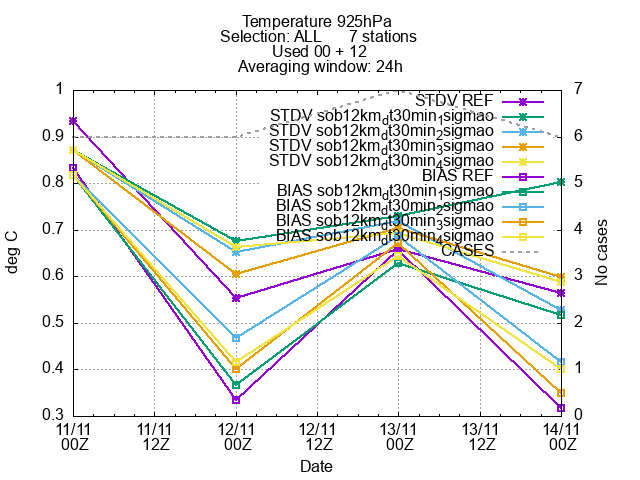 Temperature 925hPa
Selection: ALL 7 stations
Used 00 + 12
Averaging window: 24h
1
0.9
0.8
0.7
0.6
0.5
0.4
0.3
deg C
7
6
5
4
3
2
1
0
No cases
STDV REF
STDV sob12km_dt30min_1sigmao
STDV sob12km_dt30min_2sigmao
STDV sob12km_dt30min_3sigmao
STDV sob12km_dt30min_4sigmao
BIAS REF
BIAS sob12km_dt30min_1sigmao
BIAS sob12km_dt30min_2sigmao
BIAS sob12km_dt30min_3sigmao
BIAS sob12km_dt30min_4sigmao
CASES
11/11 11/11 12/11 12/11 13/11 13/11 14/11
00Z 12Z 00Z 12Z 00Z 12Z 00Z
Date